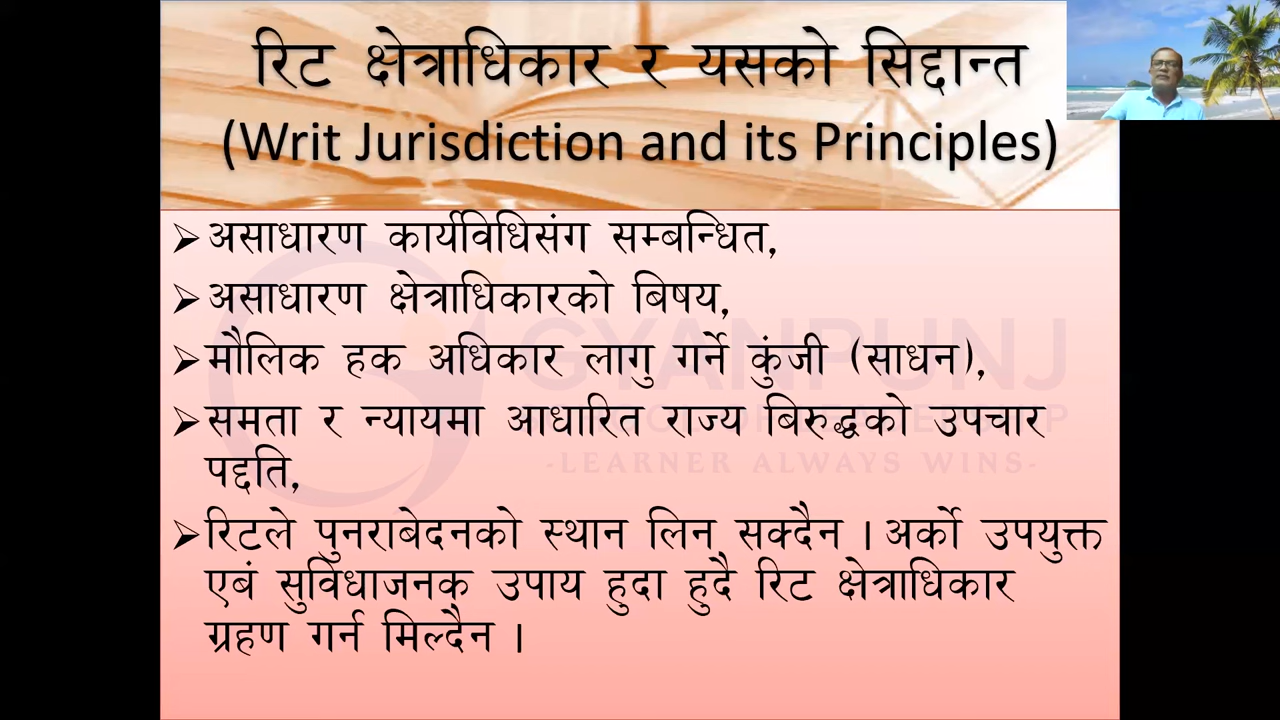 रिट क्षेत्राधिकार र यसको सिद्दान्त
(Writ Jurisdiction and its Principles)
➢असाधारण कार्यविधिसंग सम्बन्धित,
➢असाधारण क्षेत्राधिकारको बिषय,
➢मौलिक हक अधिकार लागु गर्ने कुंजी (साधन),
➢समता र न्यायमा आधारित राज्य बिरुद्धको उपचार
पद्दति,
➢रिटले पुनराबेदनको स्थान लिन सक्दैन । अर्को उपयुक्त
एबं सुविधाजनक उपाय हुदा हुदै रिट क्षेत्राधिकार
ग्रहण गर्न मिल्दैन ।
GYANPUNJ
-LEARNER ALWAYS WINS-